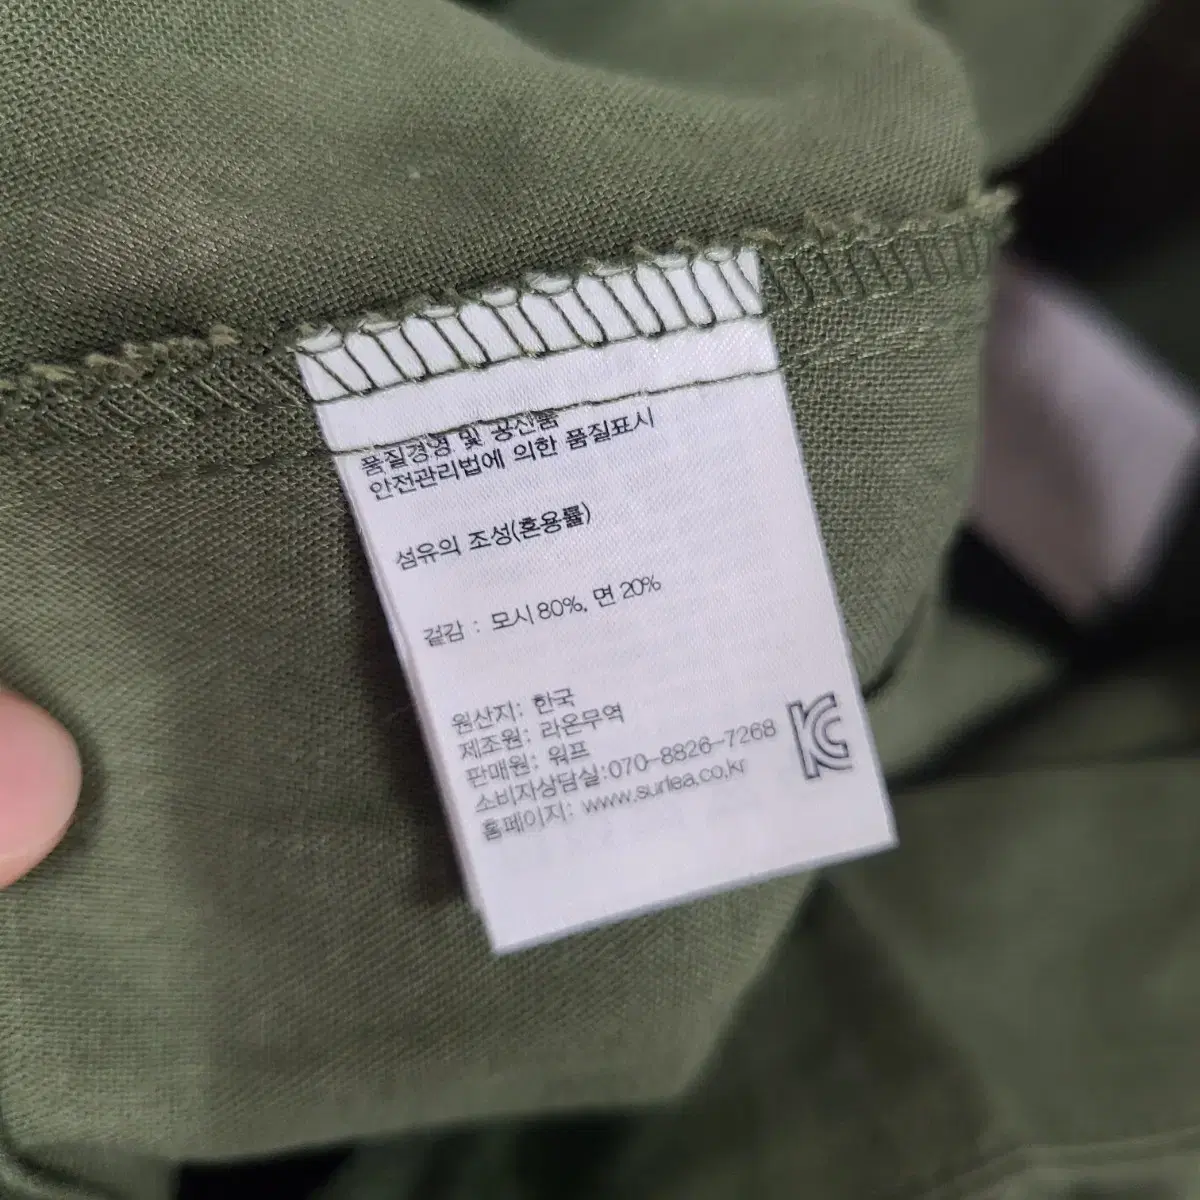 품질경영 및 공산품
안전관리법에 의한 품질표시
섬유의 조성(혼용률)
겉감 : 모시 80%, 면 20%
원산지: 한국
제조원: 라온무역
판매원: 워프
소비자상담실:070-8826-7268
홈페이지: www.surlea.co.kr
KC